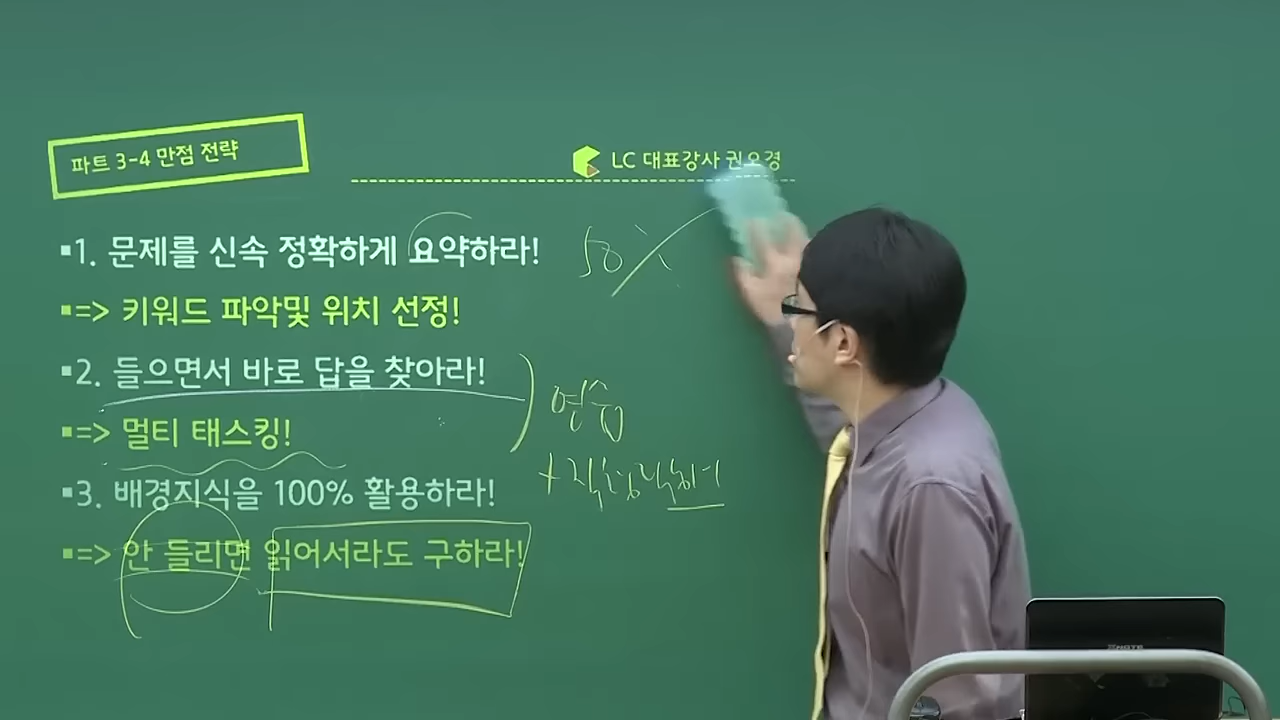 파트 3-4 만점 전략
LC 대표강사 권오경
▪1. 문제를 신속 정확하게 요약하라!
50%
▪=> 키워드 파악및 위치 선정!
▪2. 들으면서 바로 답을 찾아라!
연습
▪=> 멀티 태스킹!
▪3. 배경지식을 100% 활용하라!
▪=> 안 들리면 읽어서라도 구하라!